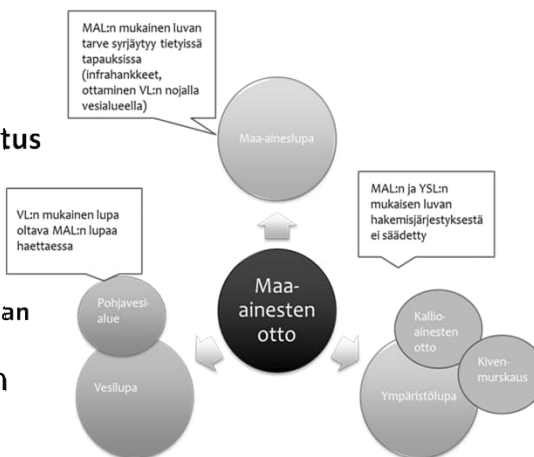 MAL:n mukainen luvan
tarve syrjäytyy tietyissä
tapauksissa
(infrahankkeet,
ottaminen VL:n nojalla
vesialueella)
Maa-aineslupa
tus
MAL:n ja YSL:n
mukaisen luvan
hakemisjärjestyksestä
ei säädetty
VL:n mukainen lupa
oltava MAL:n lupaa
haettaessa
Maa-
ainesten
otto
Pohjavesi-
alue
an
Kallio-
ainesten
otto
Kiven-
murskaus
n
Vesilupa
Ympäristölupa